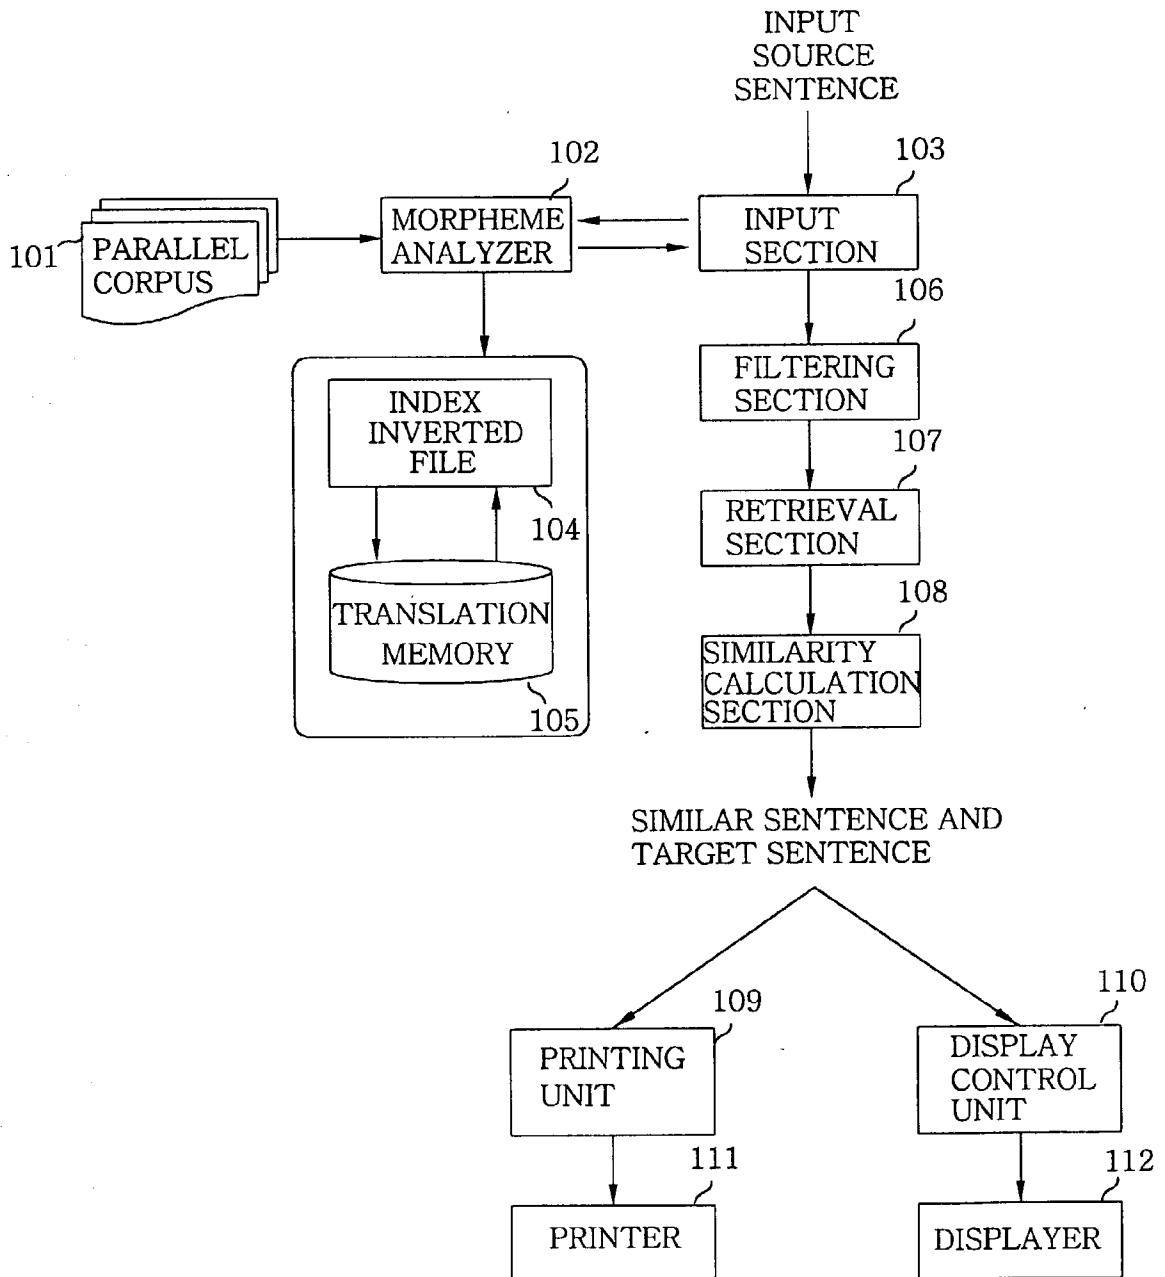 INPUT
SOURCE
SENTENCE
102
103
MORPHEME
ANALYZER
INPUT
SECTION
101
PARALLEL
CORPUS
106
FILTERING
SECTION
INDEX
INVERTED
FILE
104
107
RETRIEVAL
SECTION
TRANSLATION
MEMORY
105
108
SIMILARITY
CALCULATION
SECTION
SIMILAR SENTENCE AND
TARGET SENTENCE
109
110
PRINTING
UNIT
DISPLAY
CONTROL
UNIT
111
112
PRINTER
DISPLAYER